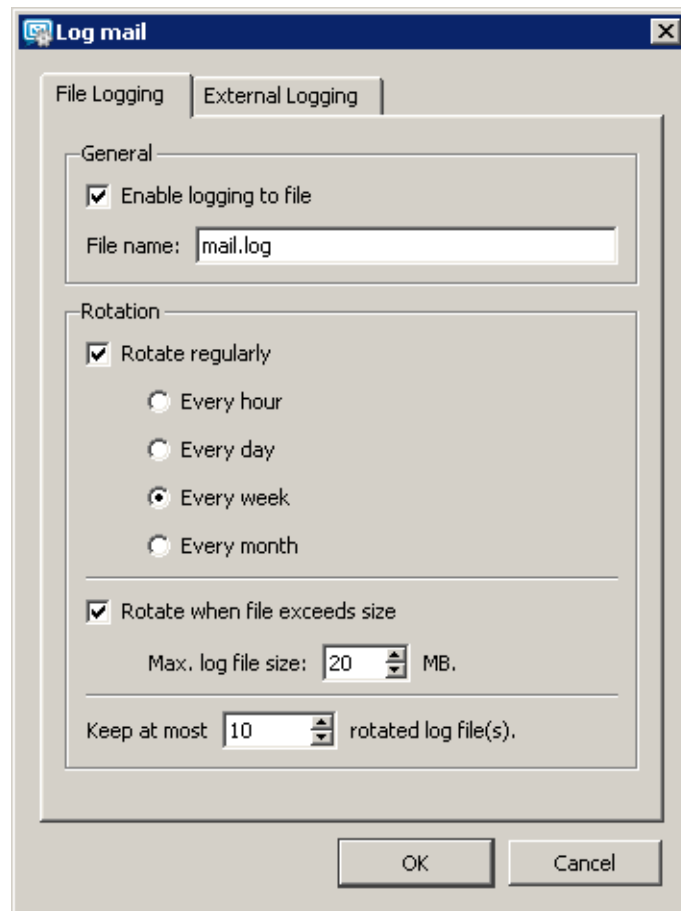 Log mail
File Logging External Logging
General
Enable logging to file
File name: mail.log
Rotation
Rotate regularly
Every hour
Every day
Every week
Every month
Rotate when file exceeds size
Max. log file size: 20 MB.
Keep at most 10 rotated log file(s).
OK Cancel